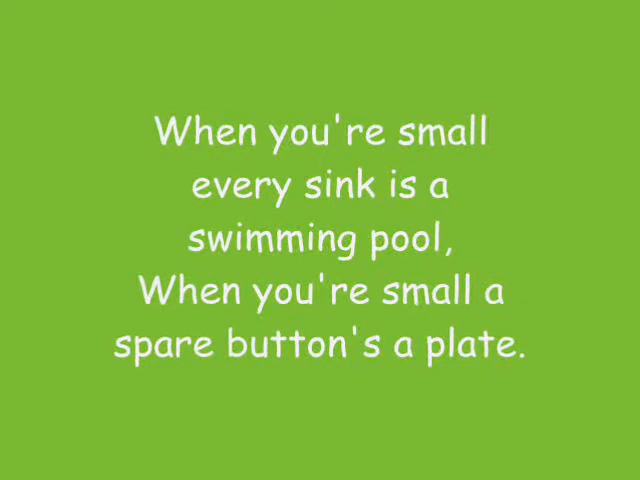 When you're small
every sink is a
swimming pool,
When you're small a
spare button's a plate.